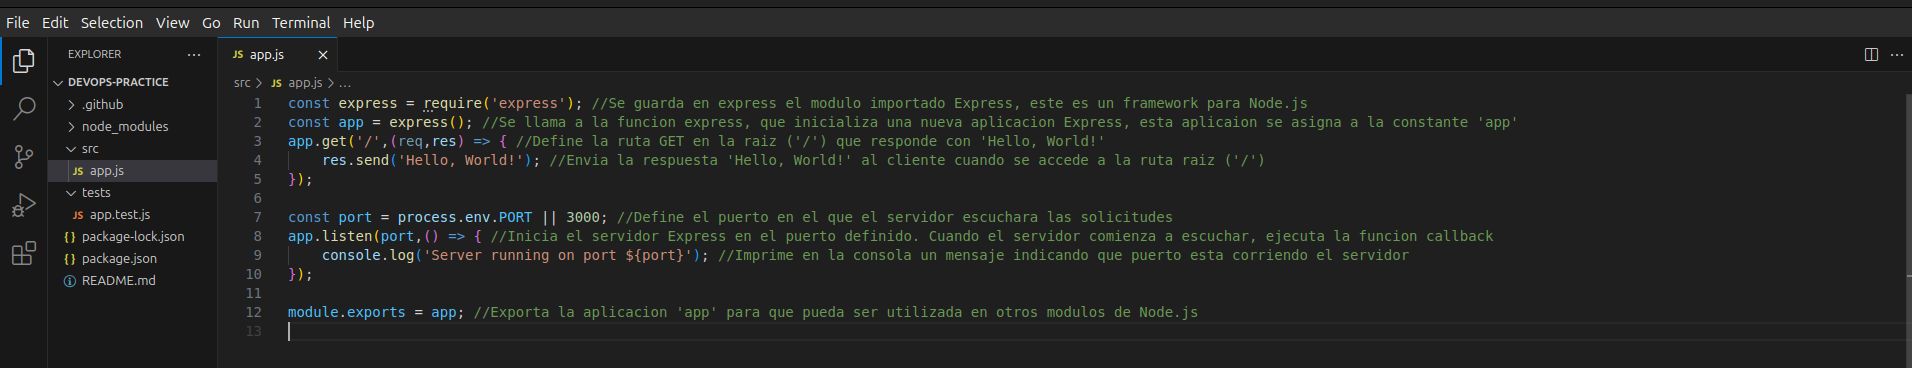 File Edit Selection View Go Run Terminal Help
EXPLORER ...
DEVOPS-PRACTICE
.github
node_modules
src
JS app.js
tests
JS app.test.js
{} package-lock.json
{} package.json
README.md
JS app.js
src > JS app.js > ...
1 const express = require('express'); //Se guarda en express el modulo importado Express, este es un framework para Node.js
2 const app = express(); //Se llama a la funcion express, que inicializa una nueva aplicacion Express, esta aplicaion se asigna a la constante 'app'
3 app.get('/',(req,res) => { //Define la ruta GET en la raiz ('/') que responde con 'Hello, World!'
4     res.send('Hello, World!'); //Envia la respuesta 'Hello, World!' al cliente cuando se accede a la ruta raiz ('/')
5 });
6
7 const port = process.env.PORT || 3000; //Define el puerto en el que el servidor escuchara las solicitudes
8 app.listen(port,() => { //Inicia el servidor Express en el puerto definido. Cuando el servidor comienza a escuchar, ejecuta la funcion callback
9     console.log('Server running on port ${port}'); //Imprime en la consola un mensaje indicando que puerto esta corriendo el servidor
10 });
11
12 module.exports = app; //Exporta la aplicacion 'app' para que pueda ser utilizada en otros modulos de Node.js
13